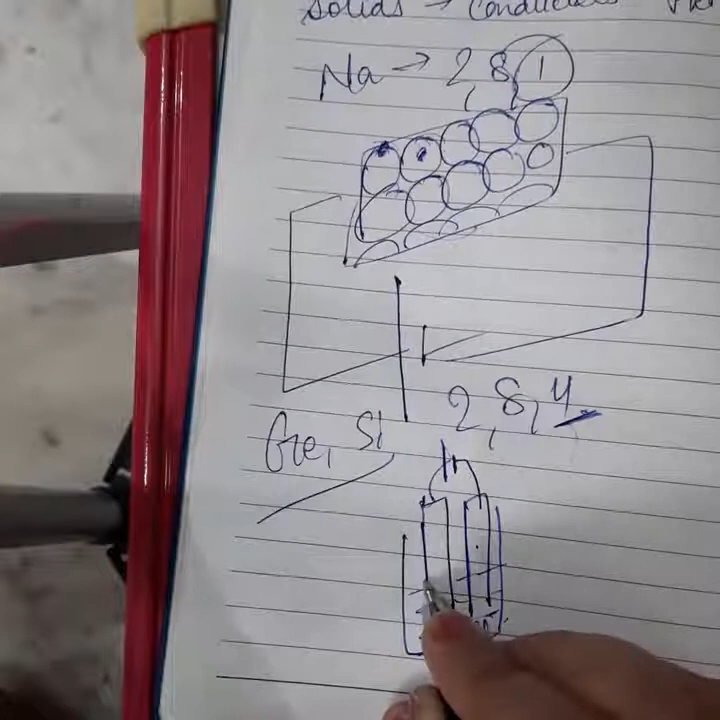 solids → Conductors
Na → 2, 8, 1
2, 8, 4
Ge, Si